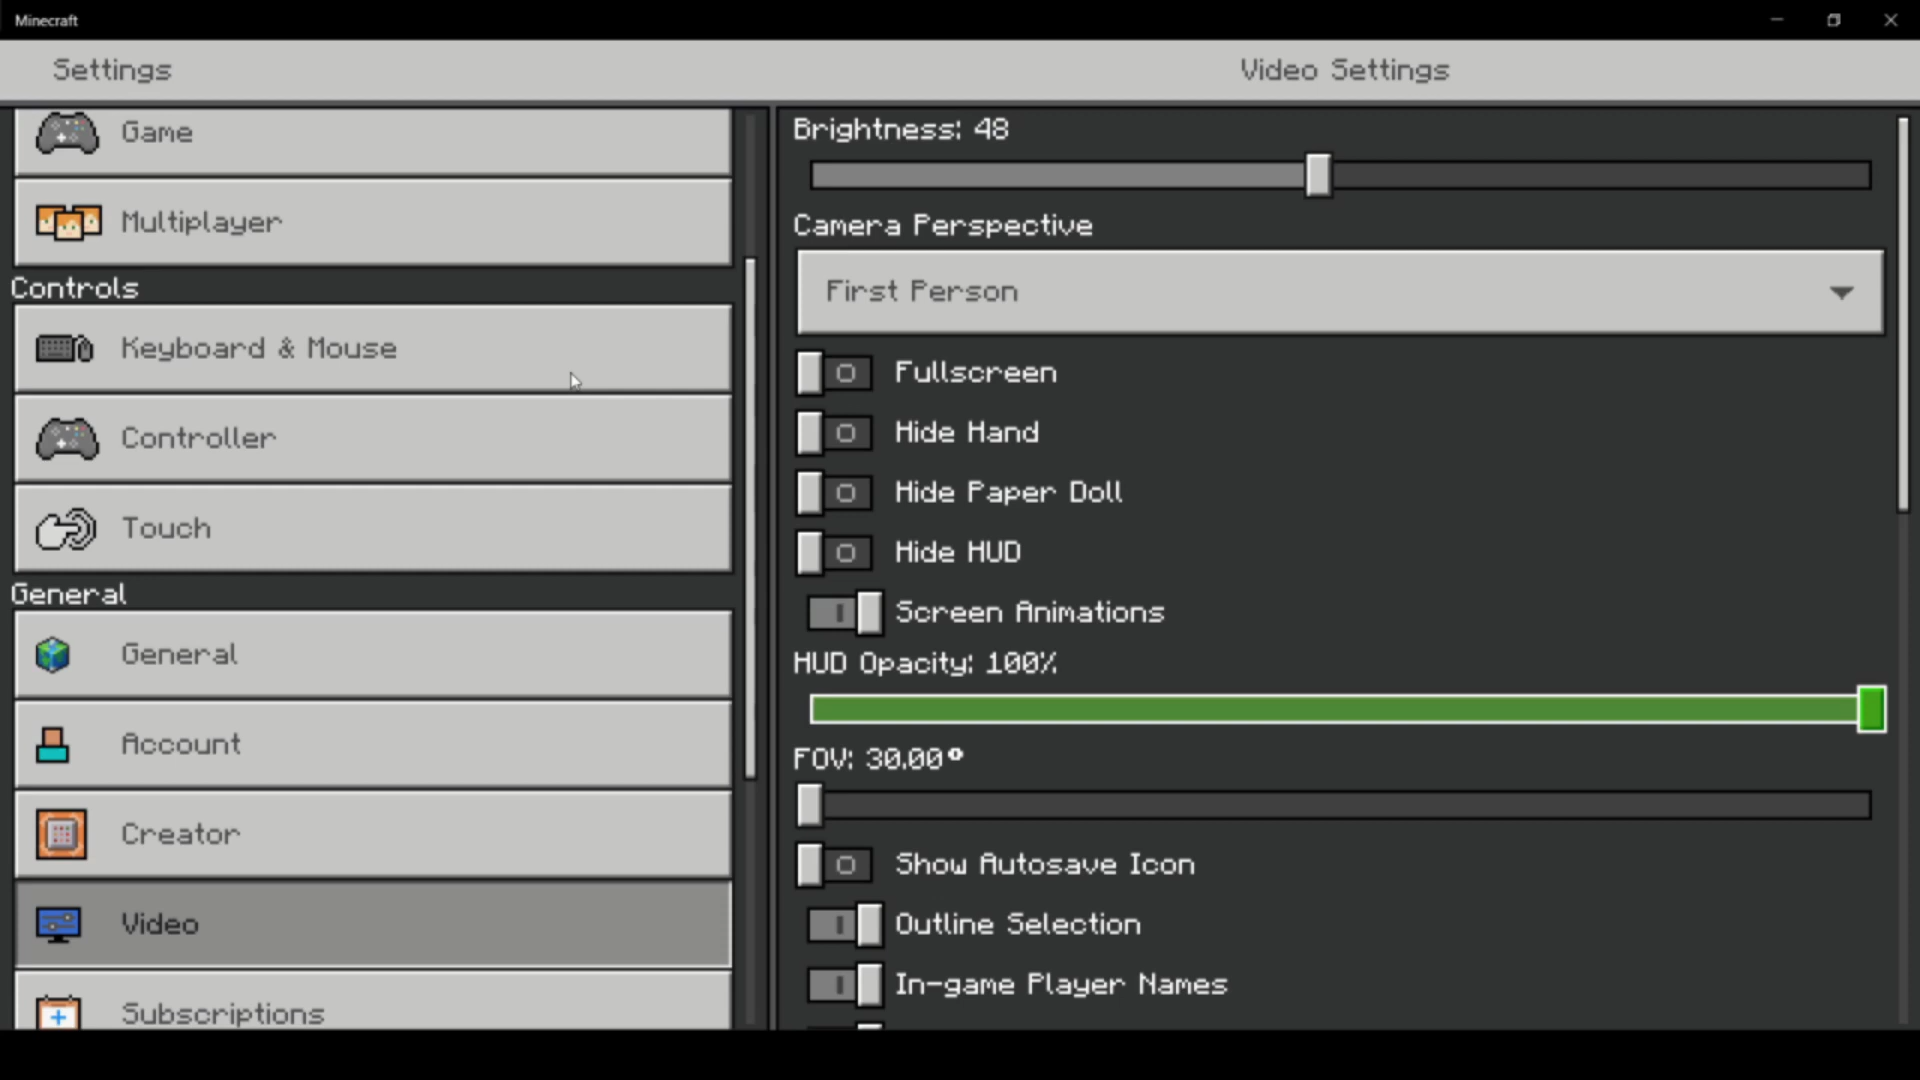 Minecraft
Settings
Video Settings
Game
Multiplayer
Controls
Keyboard & Mouse
Controller
Touch
General
General
Account
Creator
Video
Subscriptions
Brightness: 48
Camera Perspective
First Person
Fullscreen
Hide Hand
Hide Paper Doll
Hide HUD
Screen Animations
HUD Opacity: 100%
FOV: 30.00°
Show Autosave Icon
Outline Selection
In-game Player Names